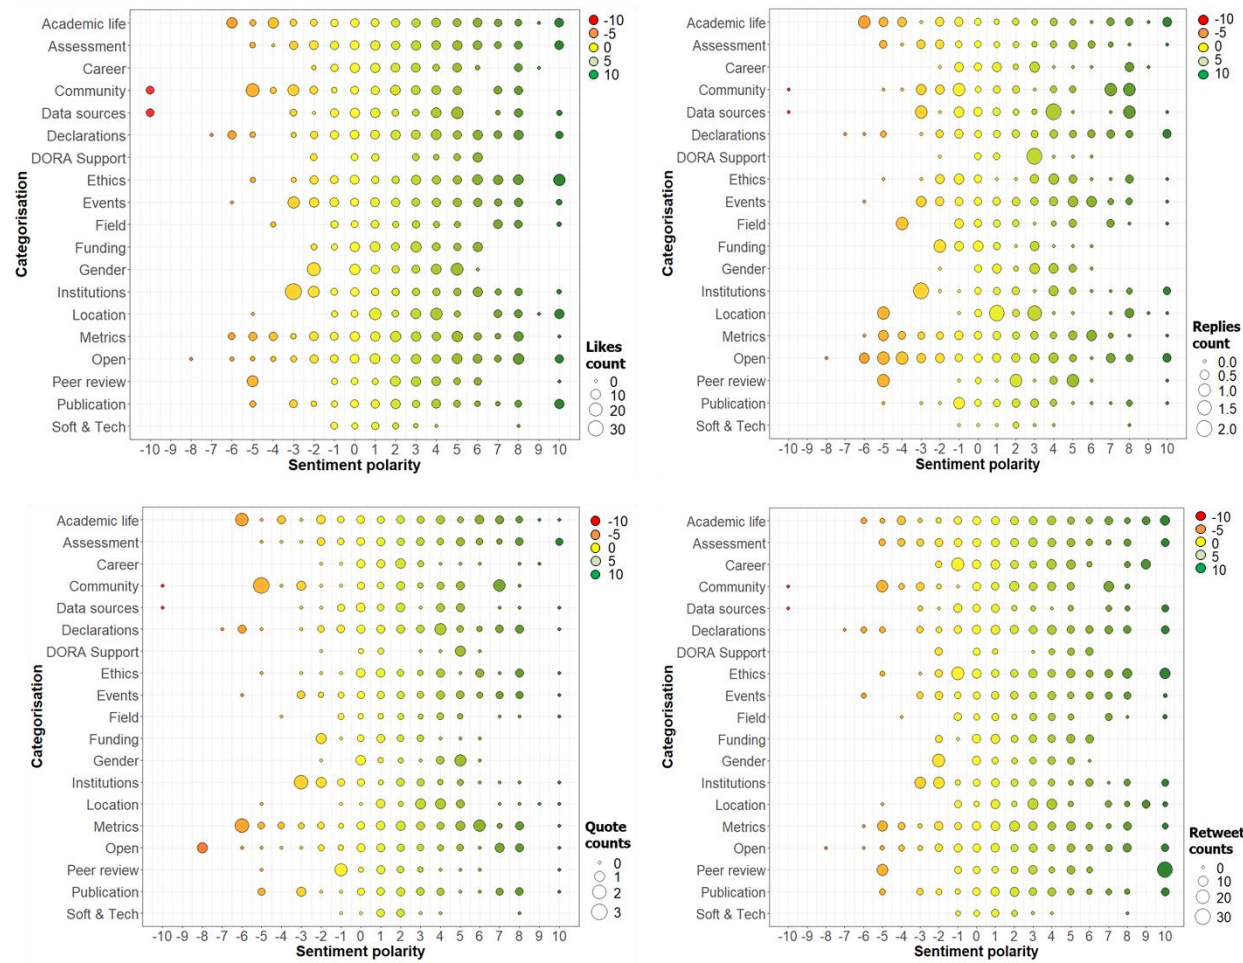 Categorisation
Academic life
Assessment
Career
Community
Data sources
Declarations
DORA Support
Ethics
Events
Field
Funding
Gender
Institutions
Location
Metrics
Open
Peer review
Publication
Soft & Tech
-10 -9 -8 -7 -6 -5 -4 -3 -2 -1 0 1 2 3 4 5 6 7 8 9 10
Sentiment polarity
-10
-5
0
5
10
Likes
count
0
10
20
30
Categorisation
Academic life
Assessment
Career
Community
Data sources
Declarations
DORA Support
Ethics
Events
Field
Funding
Gender
Institutions
Location
Metrics
Open
Peer review
Publication
Soft & Tech
-10 -9 -8 -7 -6 -5 -4 -3 -2 -1 0 1 2 3 4 5 6 7 8 9 10
Sentiment polarity
-10
-5
0
5
10
Replies
count
0.0
0.5
1.0
1.5
2.0
Categorisation
Academic life
Assessment
Career
Community
Data sources
Declarations
DORA Support
Ethics
Events
Field
Funding
Gender
Institutions
Location
Metrics
Open
Peer review
Publication
Soft & Tech
-10 -9 -8 -7 -6 -5 -4 -3 -2 -1 0 1 2 3 4 5 6 7 8 9 10
Sentiment polarity
-10
-5
0
5
10
Quote
counts
0
1
2
3
Categorisation
Academic life
Assessment
Career
Community
Data sources
Declarations
DORA Support
Ethics
Events
Field
Funding
Gender
Institutions
Location
Metrics
Open
Peer review
Publication
Soft & Tech
-10 -9 -8 -7 -6 -5 -4 -3 -2 -1 0 1 2 3 4 5 6 7 8 9 10
Sentiment polarity
-10
-5
0
5
10
Retweet
counts
0
10
20
30